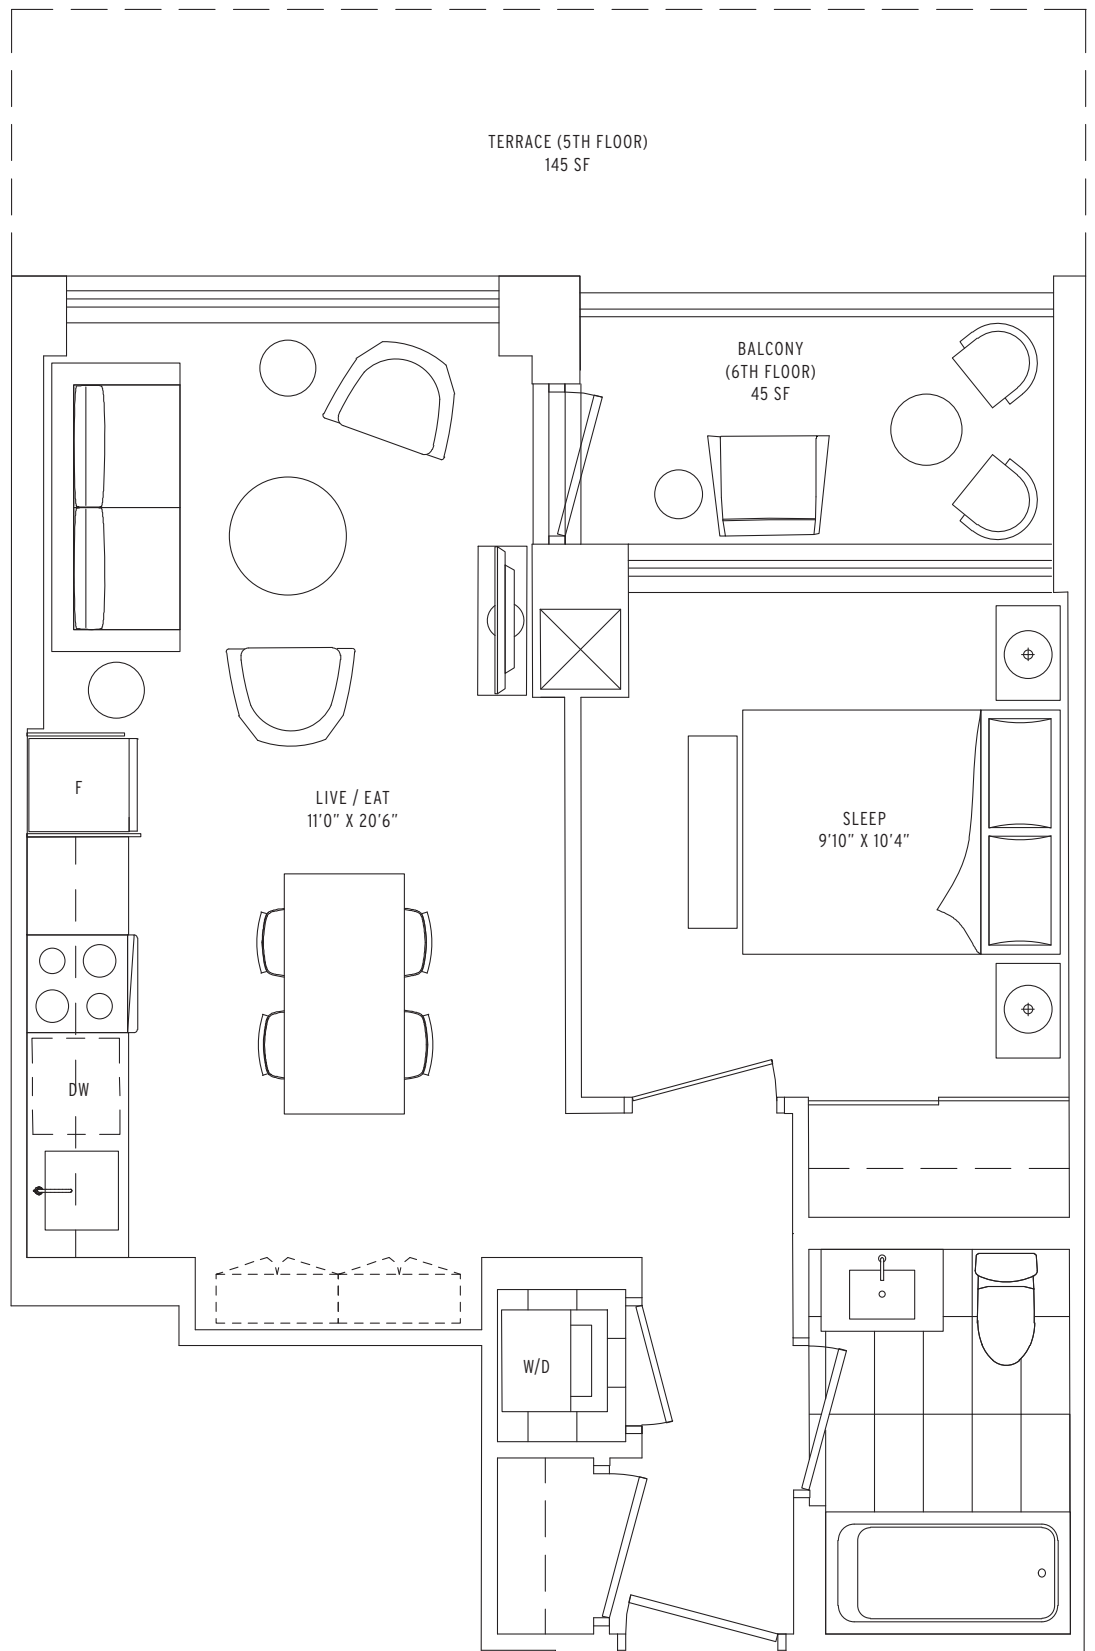 TERRACE (5TH FLOOR)
145 SF
BALCONY
(6TH FLOOR)
45 SF
F
LIVE / EAT
11'0" X 20'6"
SLEEP
9'10" X 10'4"
DW
W/D